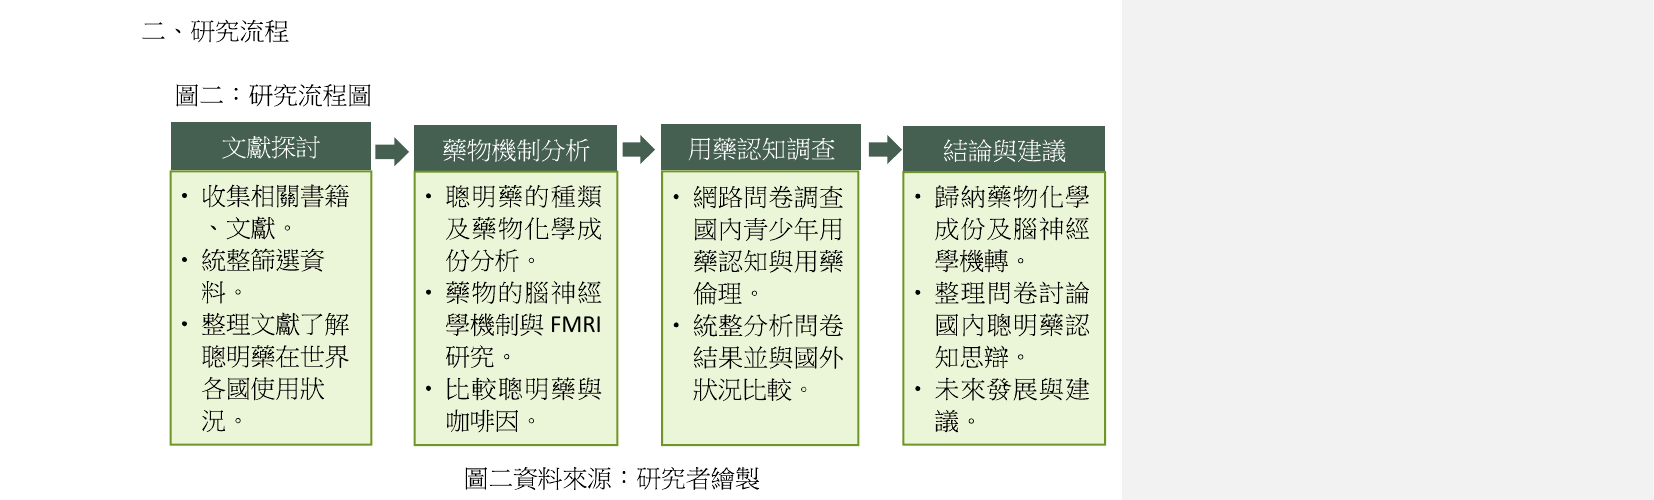 二、研究流程
圖二：研究流程圖
文獻探討
• 收集相關書籍
、文獻。
• 統整篩選資
料。
• 整理文獻了解
聰明藥在世界
各國使用狀
況。
藥物機制分析
• 聰明藥的種類
及藥物化學成
份分析。
• 藥物的腦神經
學機制與 FMRI
研究。
• 比較聰明藥與
咖啡因。
用藥認知調查
• 網路問卷調查
國內青少年用
藥認知與用藥
倫理。
• 統整分析問卷
結果並與國外
狀況比較。
結論與建議
• 歸納藥物化學
成份及腦神經
學機轉。
• 整理問卷討論
國內聰明藥認
知思辯。
• 未來發展與建
議。
圖二資料來源：研究者繪製